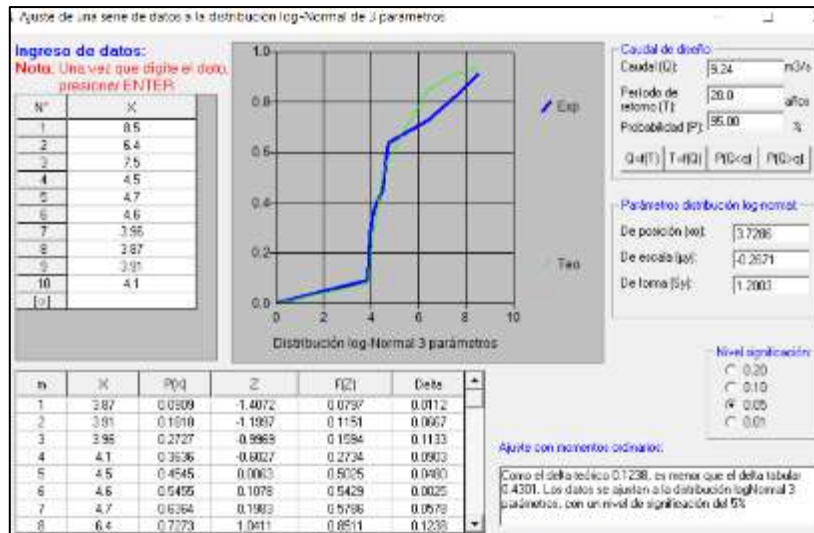 Ajuste de una serie de datos a la distribución log-Normal de 3 parámetros
Ingreso de datos:
Nota: Una vez que digite el dato,
presione ENTER
N° X
1 8.5
2 6.4
3 7.5
4 4.5
5 4.7
6 4.6
7 3.96
8 3.87
9 3.91
10 4.1
1.0
0.8
0.6
0.4
0.2
0.0
0 2 4 6 8 10
Exp
Teo
Distribución log-Normal 3 parámetros
Caudal de diseño
Caudal (Q): 9.24 m3/s
Período de
retorno (T): 20.0 años
Probabilidad (P): 95.00 %
Q=f(T) T=f(Q) P(Q<q) P(Q>q)
Parámetros distribución log-normal:
De posición (xo): 3.7286
De escala (μy): -0.2671
De forma (Sy): 1.2003
Nivel significación:
0.20
0.10
0.05
0.01
m X P(X) Z F(Z) Delta
1 3.87 0.0909 -1.4072 0.0797 0.0112
2 3.91 0.1818 -1.1997 0.1151 0.0667
3 3.96 0.2727 -0.9969 0.1594 0.1133
4 4.1 0.3636 -0.6027 0.2734 0.0903
5 4.5 0.4545 0.0063 0.5025 0.0480
6 4.6 0.5455 0.1078 0.5429 0.0025
7 4.7 0.6364 0.1983 0.5786 0.0578
8 6.4 0.7273 1.0411 0.8511 0.1238
Ajuste con momentos ordinarios:
Como el delta teórico 0.1238, es menor que el delta tabular
0.4301. Los datos se ajustan a la distribución logNormal 3
parámetros, con un nivel de significación del 5%